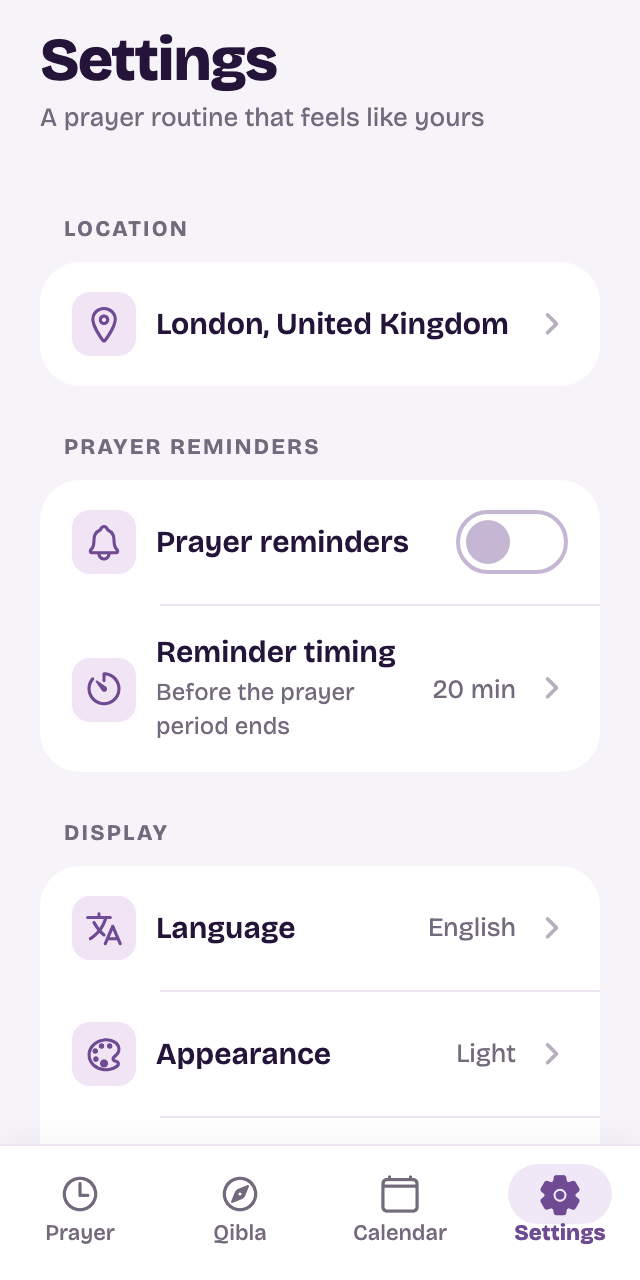 Settings
A prayer routine that feels like yours
LOCATION
London, United Kingdom
PRAYER REMINDERS
Prayer reminders
Reminder timing
Before the prayer
period ends
20 min
DISPLAY
Language
English
Appearance
Light
Prayer
Qibla
Calendar
Settings